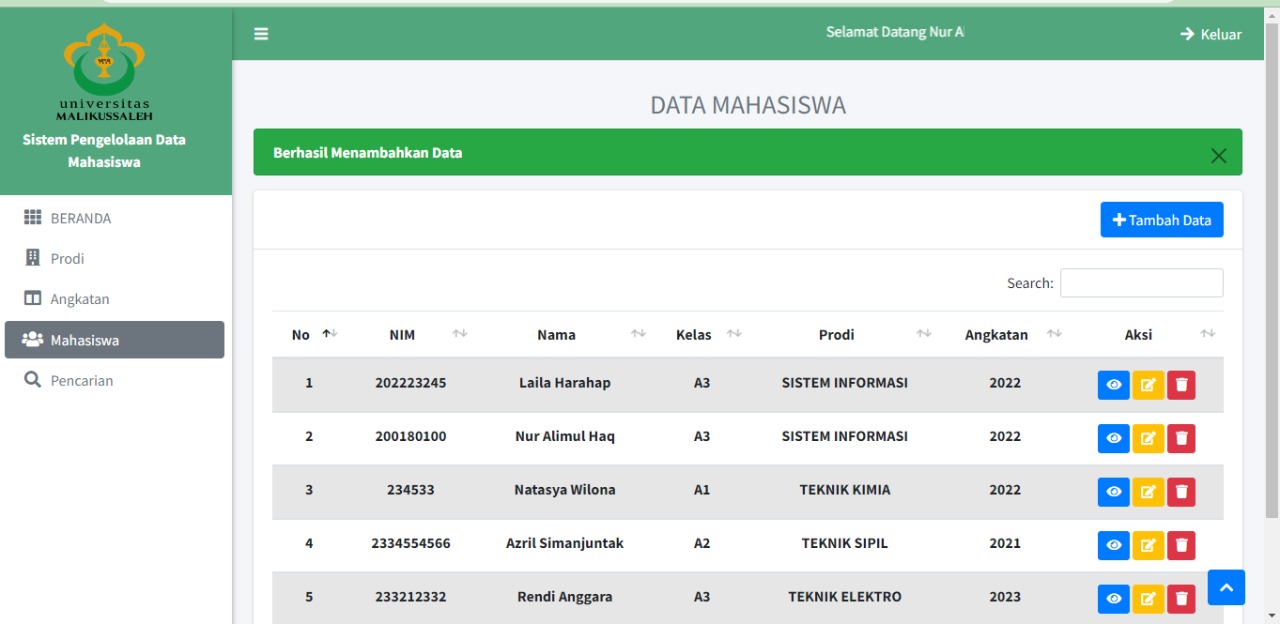 universitas
MALIKUSSALEH
Sistem Pengelolaan Data
Mahasiswa
BERANDA
Prodi
Angkatan
Mahasiswa
Pencarian
Selamat Datang Nur A
Keluar
DATA MAHASISWA
Berhasil Menambahkan Data
Tambah Data
Search:
No NIM Nama Kelas Prodi Angkatan Aksi
1 202223245 Laila Harahap A3 SISTEM INFORMASI 2022
2 200180100 Nur Alimul Haq A3 SISTEM INFORMASI 2022
3 234533 Natasya Wilona A1 TEKNIK KIMIA 2022
4 2334554566 Azril Simanjuntak A2 TEKNIK SIPIL 2021
5 233212332 Rendi Anggara A3 TEKNIK ELEKTRO 2023